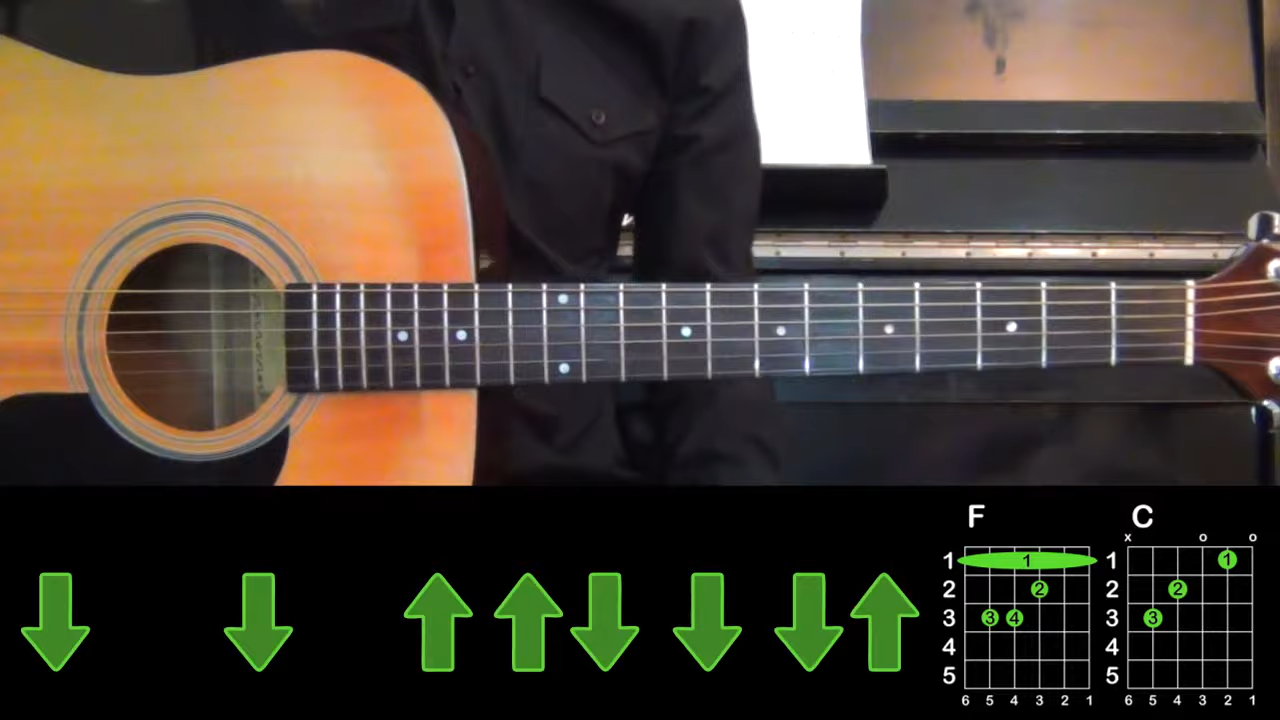 F
C
x o o
1 1 1 1
2 2 2 2
3 3 4 3 3
4 4
5 5
6 5 4 3 2 1 6 5 4 3 2 1